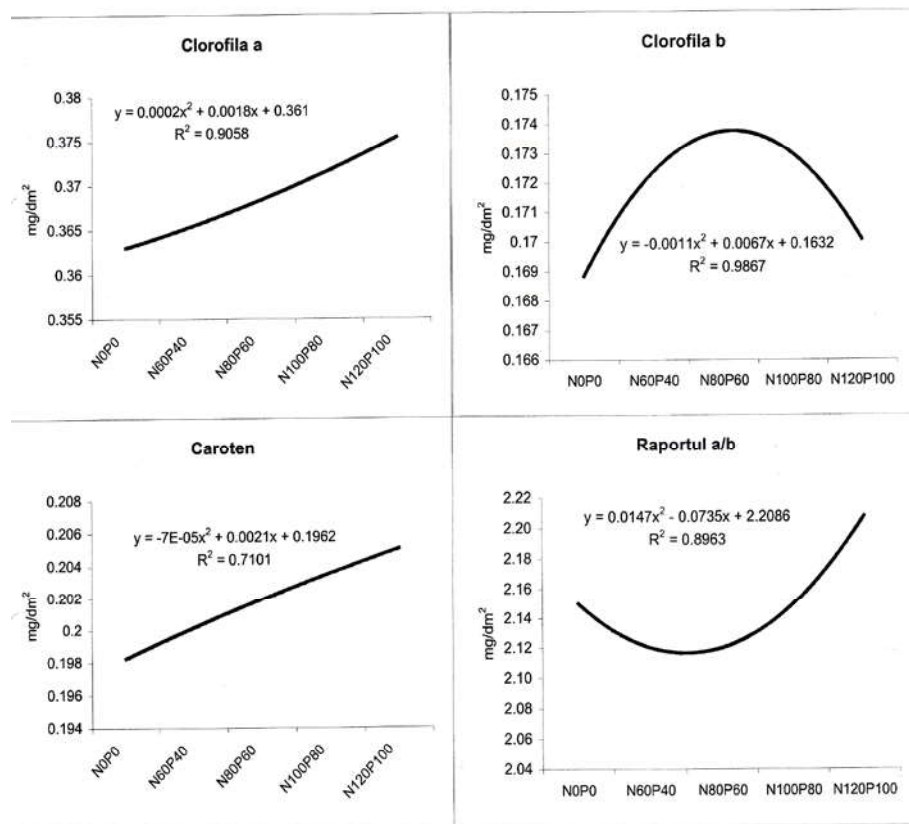 Clorofila a
0.38
y = 0.0002x² + 0.0018x + 0.361
R² = 0.9058
0.375
0.37
mg/dm²
0.365
0.36
0.355
N0P0
N60P40
N80P60
N100P80
N120P100
Clorofila b
0.175
0.174
0.173
0.172
mg/dm²
0.171
0.17
y = -0.0011x² + 0.0067x + 0.1632
R² = 0.9867
0.169
0.168
0.167
0.166
N0P0 N60P40 N80P60 N100P80 N120P100
Caroten
0.208
0.206
y = -7E-05x² + 0.0021x + 0.1962
R² = 0.7101
0.204
0.202
mg/dm²
0.2
0.198
0.196
0.194
N0P0
N60P40
N80P60
N100P80
N120P100
Raportul a/b
2.22
y = 0.0147x² - 0.0735x + 2.2086
2.20
R² = 0.8963
2.18
2.16
mg/dm²
2.14
2.12
2.10
2.08
2.06
2.04
N0P0 N60P40 N80P60 N100P80 N120P100